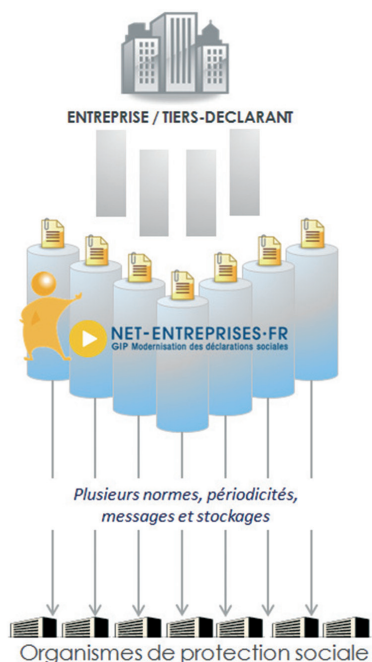 ENTREPRISE / TIERS-DECLARANT
NET-ENTREPRISES·FR
GIP Modernisation des déclarations sociales
Plusieurs normes, périodicités,
messages et stockages
Organismes de protection sociale